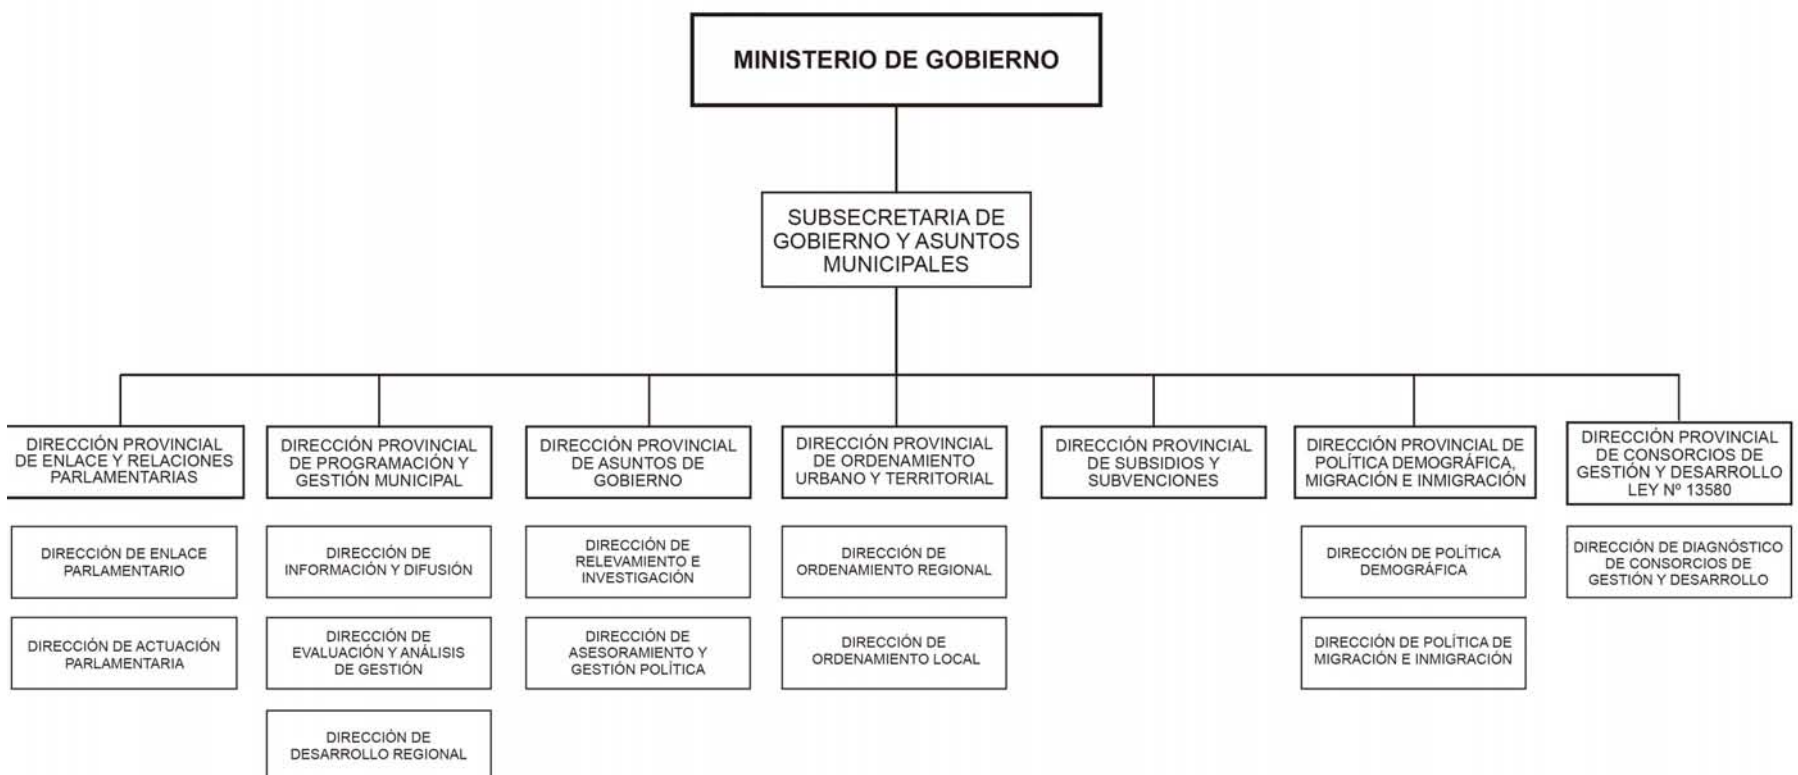 MINISTERIO DE GOBIERNO
SUBSECRETARIA DE
GOBIERNO Y ASUNTOS
MUNICIPALES
DIRECCIÓN PROVINCIAL
DE ENLACE Y RELACIONES
PARLAMENTARIAS
DIRECCIÓN PROVINCIAL
DE PROGRAMACIÓN Y
GESTIÓN MUNICIPAL
DIRECCIÓN PROVINCIAL
DE ASUNTOS DE
GOBIERNO
DIRECCIÓN PROVINCIAL
DE ORDENAMIENTO
URBANO Y TERRITORIAL
DIRECCIÓN PROVINCIAL
DE SUBSIDIOS Y
SUBVENCIONES
DIRECCIÓN PROVINCIAL DE
POLÍTICA DEMOGRÁFICA,
MIGRACIÓN E INMIGRACIÓN
DIRECCIÓN PROVINCIAL
DE CONSORCIOS DE
GESTIÓN Y DESARROLLO
LEY Nº 13580
DIRECCIÓN DE ENLACE
PARLAMENTARIO
DIRECCIÓN DE
INFORMACIÓN Y DIFUSIÓN
DIRECCIÓN DE
RELEVAMIENTO E
INVESTIGACIÓN
DIRECCIÓN DE
ORDENAMIENTO REGIONAL
DIRECCIÓN DE POLÍTICA
DEMOGRÁFICA
DIRECCIÓN DE DIAGNÓSTICO
DE CONSORCIOS DE
GESTIÓN Y DESARROLLO
DIRECCIÓN DE ACTUACIÓN
PARLAMENTARIA
DIRECCIÓN DE
EVALUACIÓN Y ANÁLISIS
DE GESTIÓN
DIRECCIÓN DE
ASESORAMIENTO Y
GESTIÓN POLÍTICA
DIRECCIÓN DE
ORDENAMIENTO LOCAL
DIRECCIÓN DE POLÍTICA DE
MIGRACIÓN E INMIGRACIÓN
DIRECCIÓN DE
DESARROLLO REGIONAL